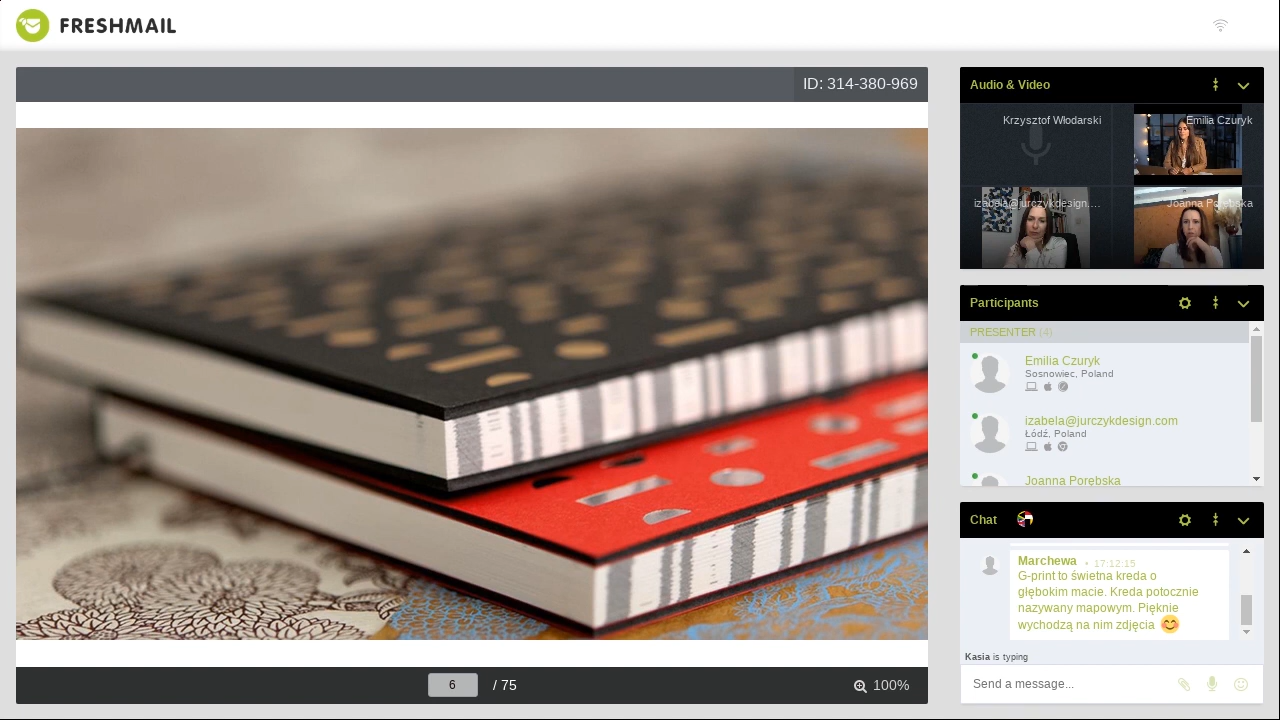 FRESHMAIL
ID: 314-380-969
6 / 75
100%
Audio & Video
Krzysztof Włodarski
Emilia Czuryk
izabela@jurczykdesign....
Joanna Porębska
Participants
PRESENTER (4)
Emilia Czuryk
Sosnowiec, Poland
izabela@jurczykdesign.com
Łódź, Poland
Joanna Porębska
Chat
Marchewa • 17:12:15
G-print to świetna kreda o
głębokim macie. Kreda potocznie
nazywany mapowym. Pięknie
wychodzą na nim zdjęcia 😊
Kasia is typing
Send a message...